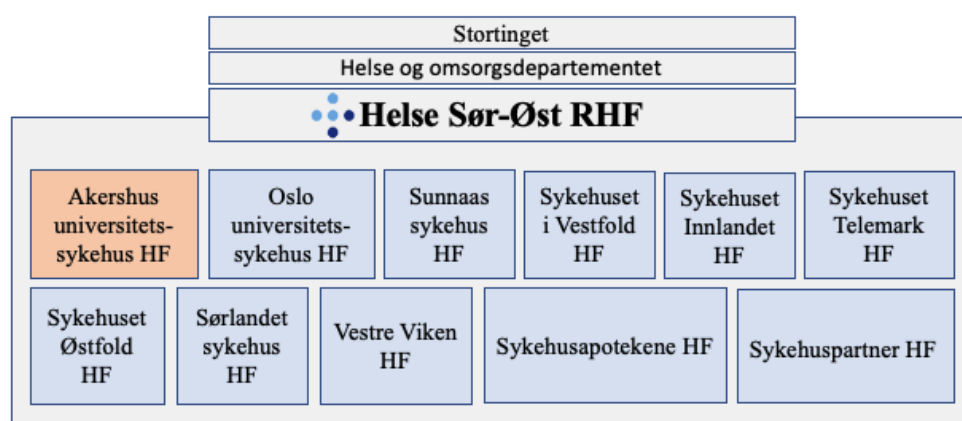 Stortinget
Helse og omsorgsdepartementet
Helse Sør-Øst RHF
Akershus
universitets-
sykehus HF
Oslo
universitets-
sykehus HF
Sunnaas
sykehus
HF
Sykehuset
i Vestfold
HF
Sykehuset
Innlandet
HF
Sykehuset
Telemark
HF
Sykehuset
Østfold
HF
Sørlandet
sykehus
HF
Vestre Viken
HF
Sykehusapotekene HF
Sykehuspartner HF